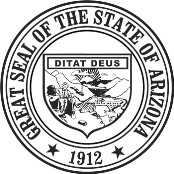 GREAT SEAL OF THE STATE OF ARIZONA
DITAT DEUS
1912